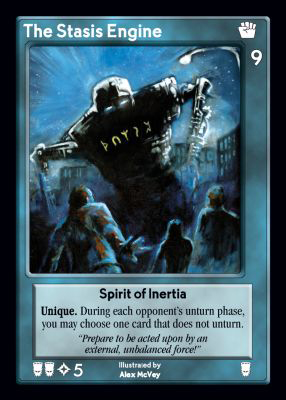 The Stasis Engine
9
Spirit of Inertia
Unique. During each opponent's unturn phase,
you may choose one card that does not unturn.
"Prepare to be acted upon by an
external, unbalanced force!"
5
Illustrated by
Alex McVey